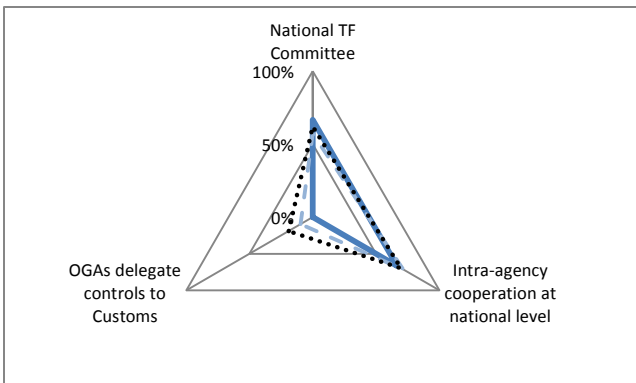 National TF
Committee
100%
50%
0%
OGAs delegate
controls to
Customs
Intra-agency
cooperation at
national level